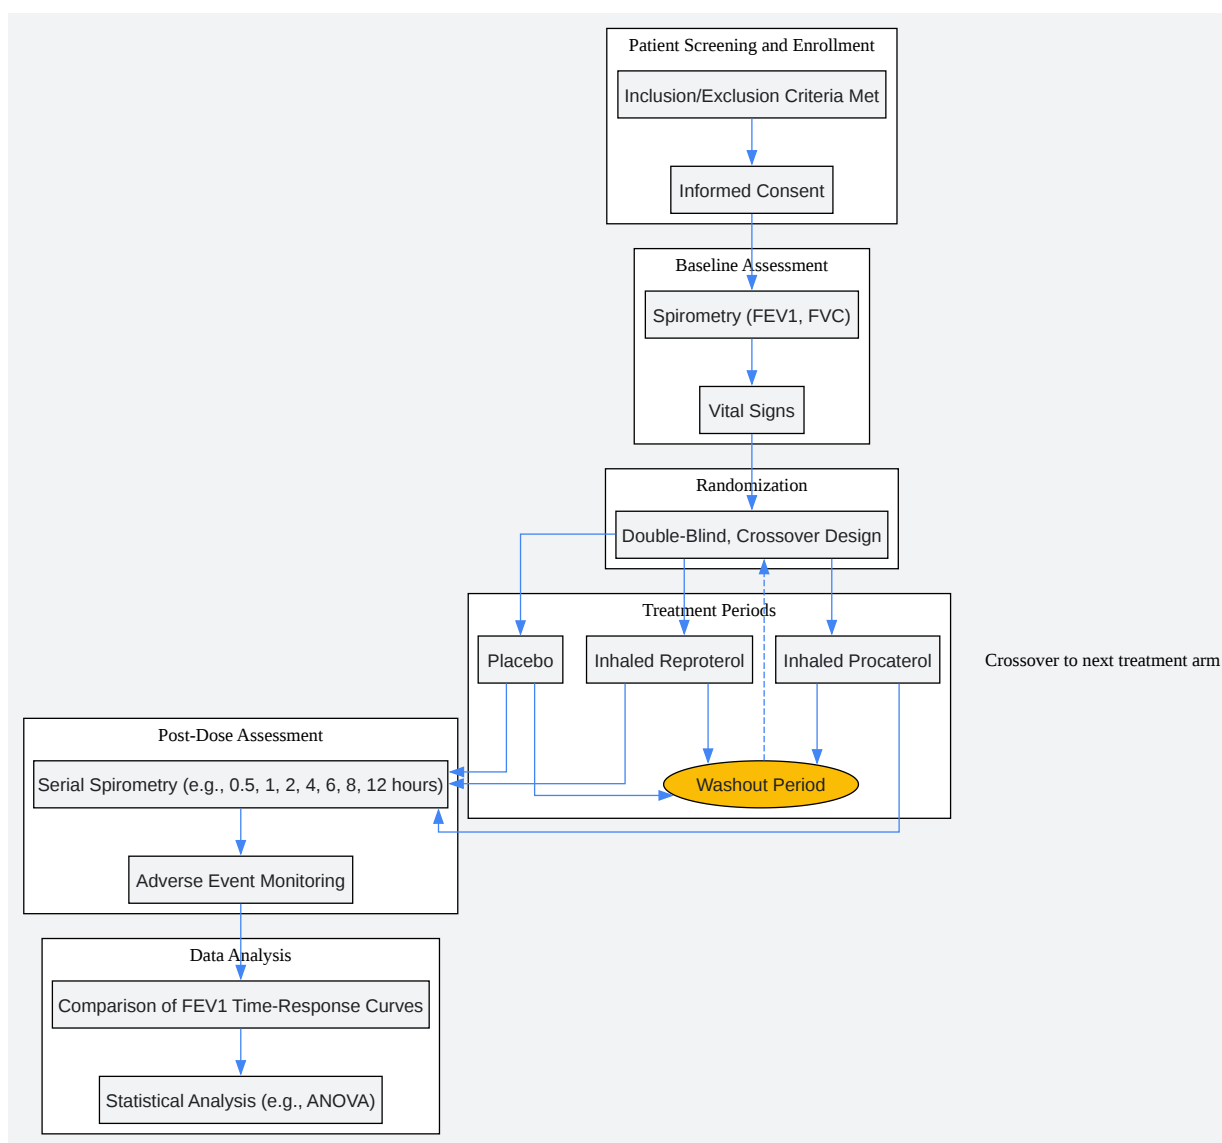 Patient Screening and Enrollment
Inclusion/Exclusion Criteria Met
Informed Consent
Baseline Assessment
Spirometry (FEV1, FVC)
Vital Signs
Randomization
Double-Blind, Crossover Design
Treatment Periods
Placebo
Inhaled Reproterol
Inhaled Procaterol
Crossover to next treatment arm
Washout Period
Post-Dose Assessment
Serial Spirometry (e.g., 0.5, 1, 2, 4, 6, 8, 12 hours)
Adverse Event Monitoring
Data Analysis
Comparison of FEV1 Time-Response Curves
Statistical Analysis (e.g., ANOVA)